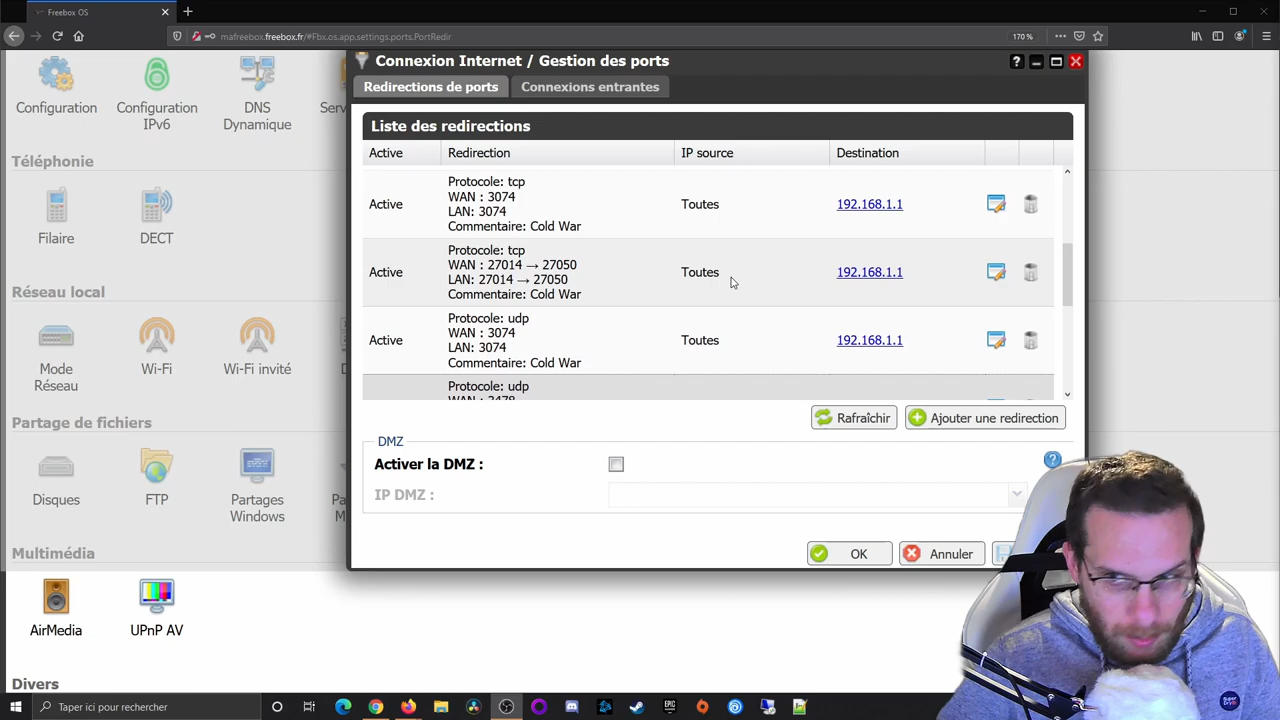 Freebox OS
mafreebox.freebox.fr/#Fbx.os.app.settings.ports.PortRedir
170 %
Configuration
Configuration IPv6
DNS Dynamique
Téléphonie
Filaire
DECT
Réseau local
Mode Réseau
Wi-Fi
Wi-Fi invité
Partage de fichiers
Disques
FTP
Partages Windows
Multimédia
AirMedia
UPnP AV
Divers
Connexion Internet / Gestion des ports
Redirections de ports
Connexions entrantes
Liste des redirections
Active
Redirection
IP source
Destination
Active
Protocole: tcp
WAN : 3074
LAN: 3074
Commentaire: Cold War
Toutes
192.168.1.1
Active
Protocole: tcp
WAN : 27014 → 27050
LAN: 27014 → 27050
Commentaire: Cold War
Toutes
192.168.1.1
Active
Protocole: udp
WAN : 3074
LAN: 3074
Commentaire: Cold War
Toutes
192.168.1.1
Protocole: udp
Rafraîchir
Ajouter une redirection
DMZ
Activer la DMZ :
IP DMZ :
OK
Annuler
Taper ici pour rechercher